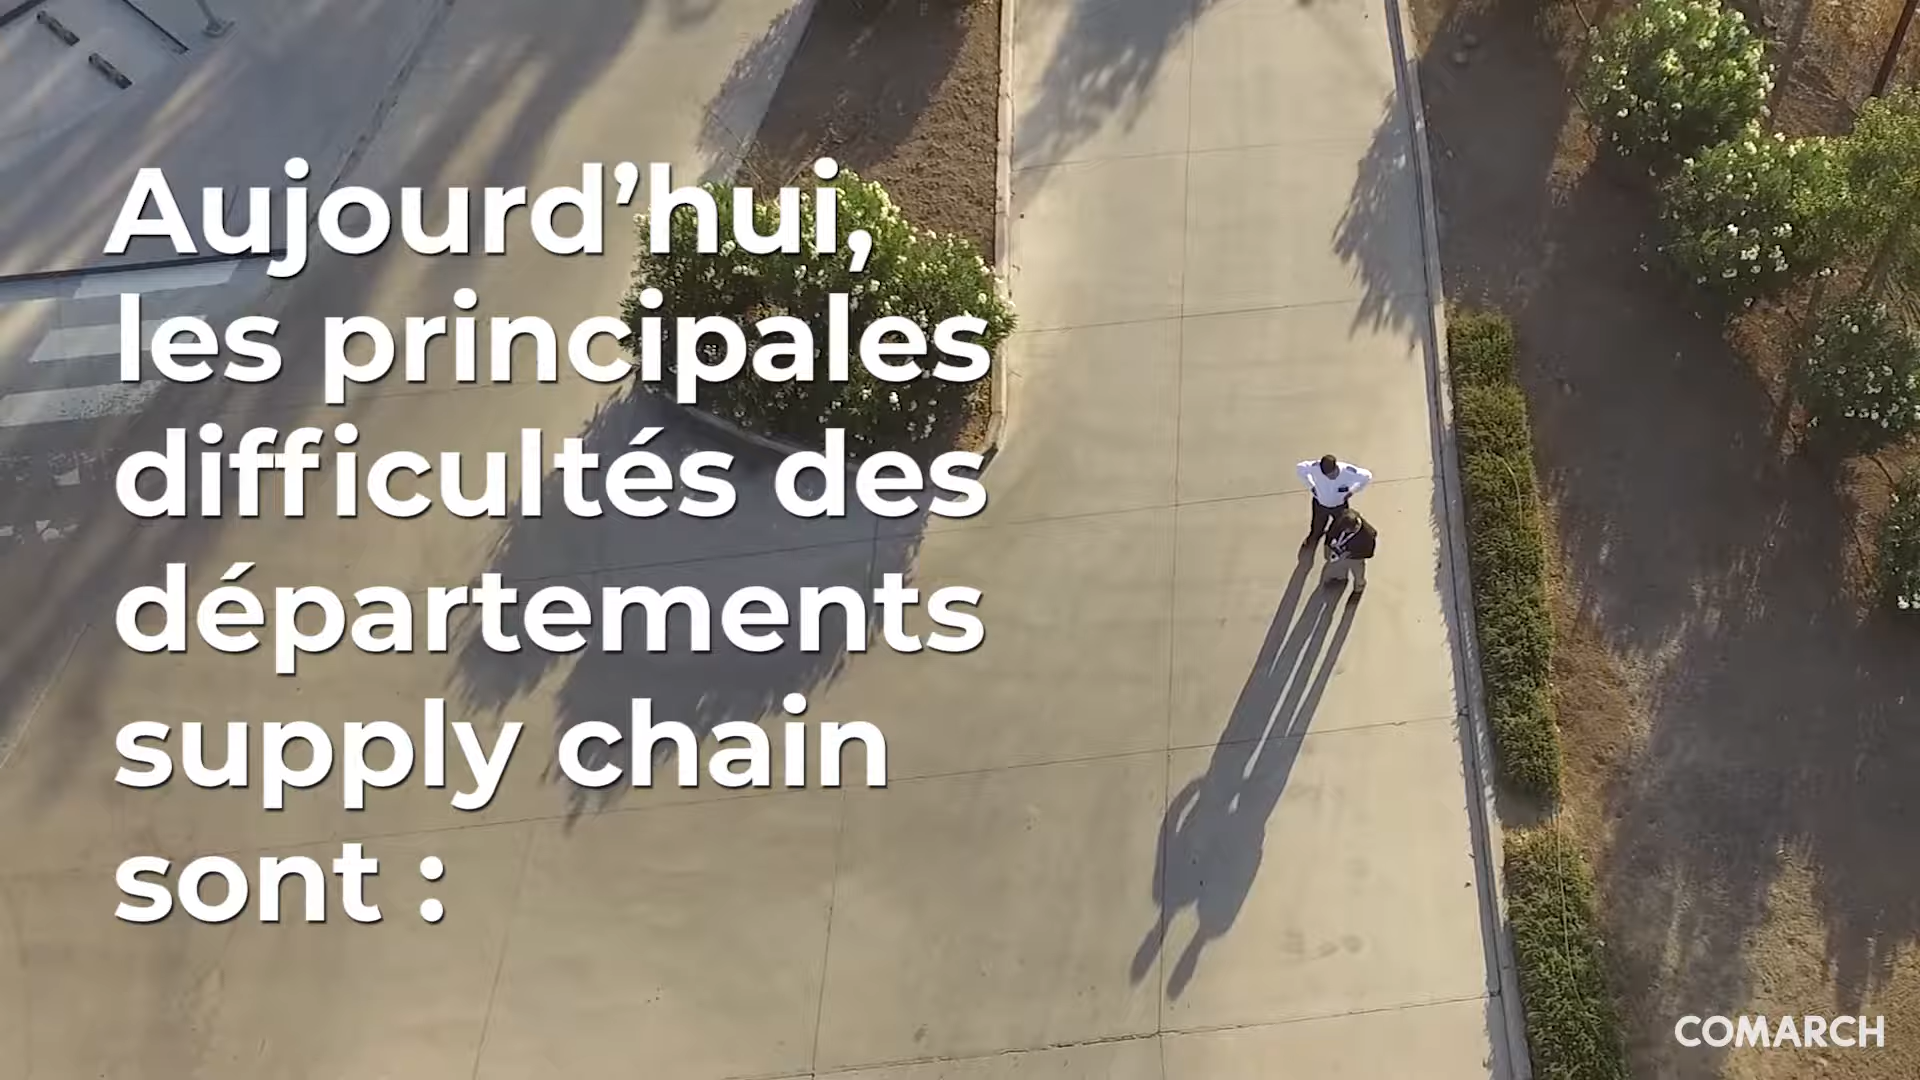 Aujourd’hui,
les principales
difficultés des
départements
supply chain
sont :
COMARCH